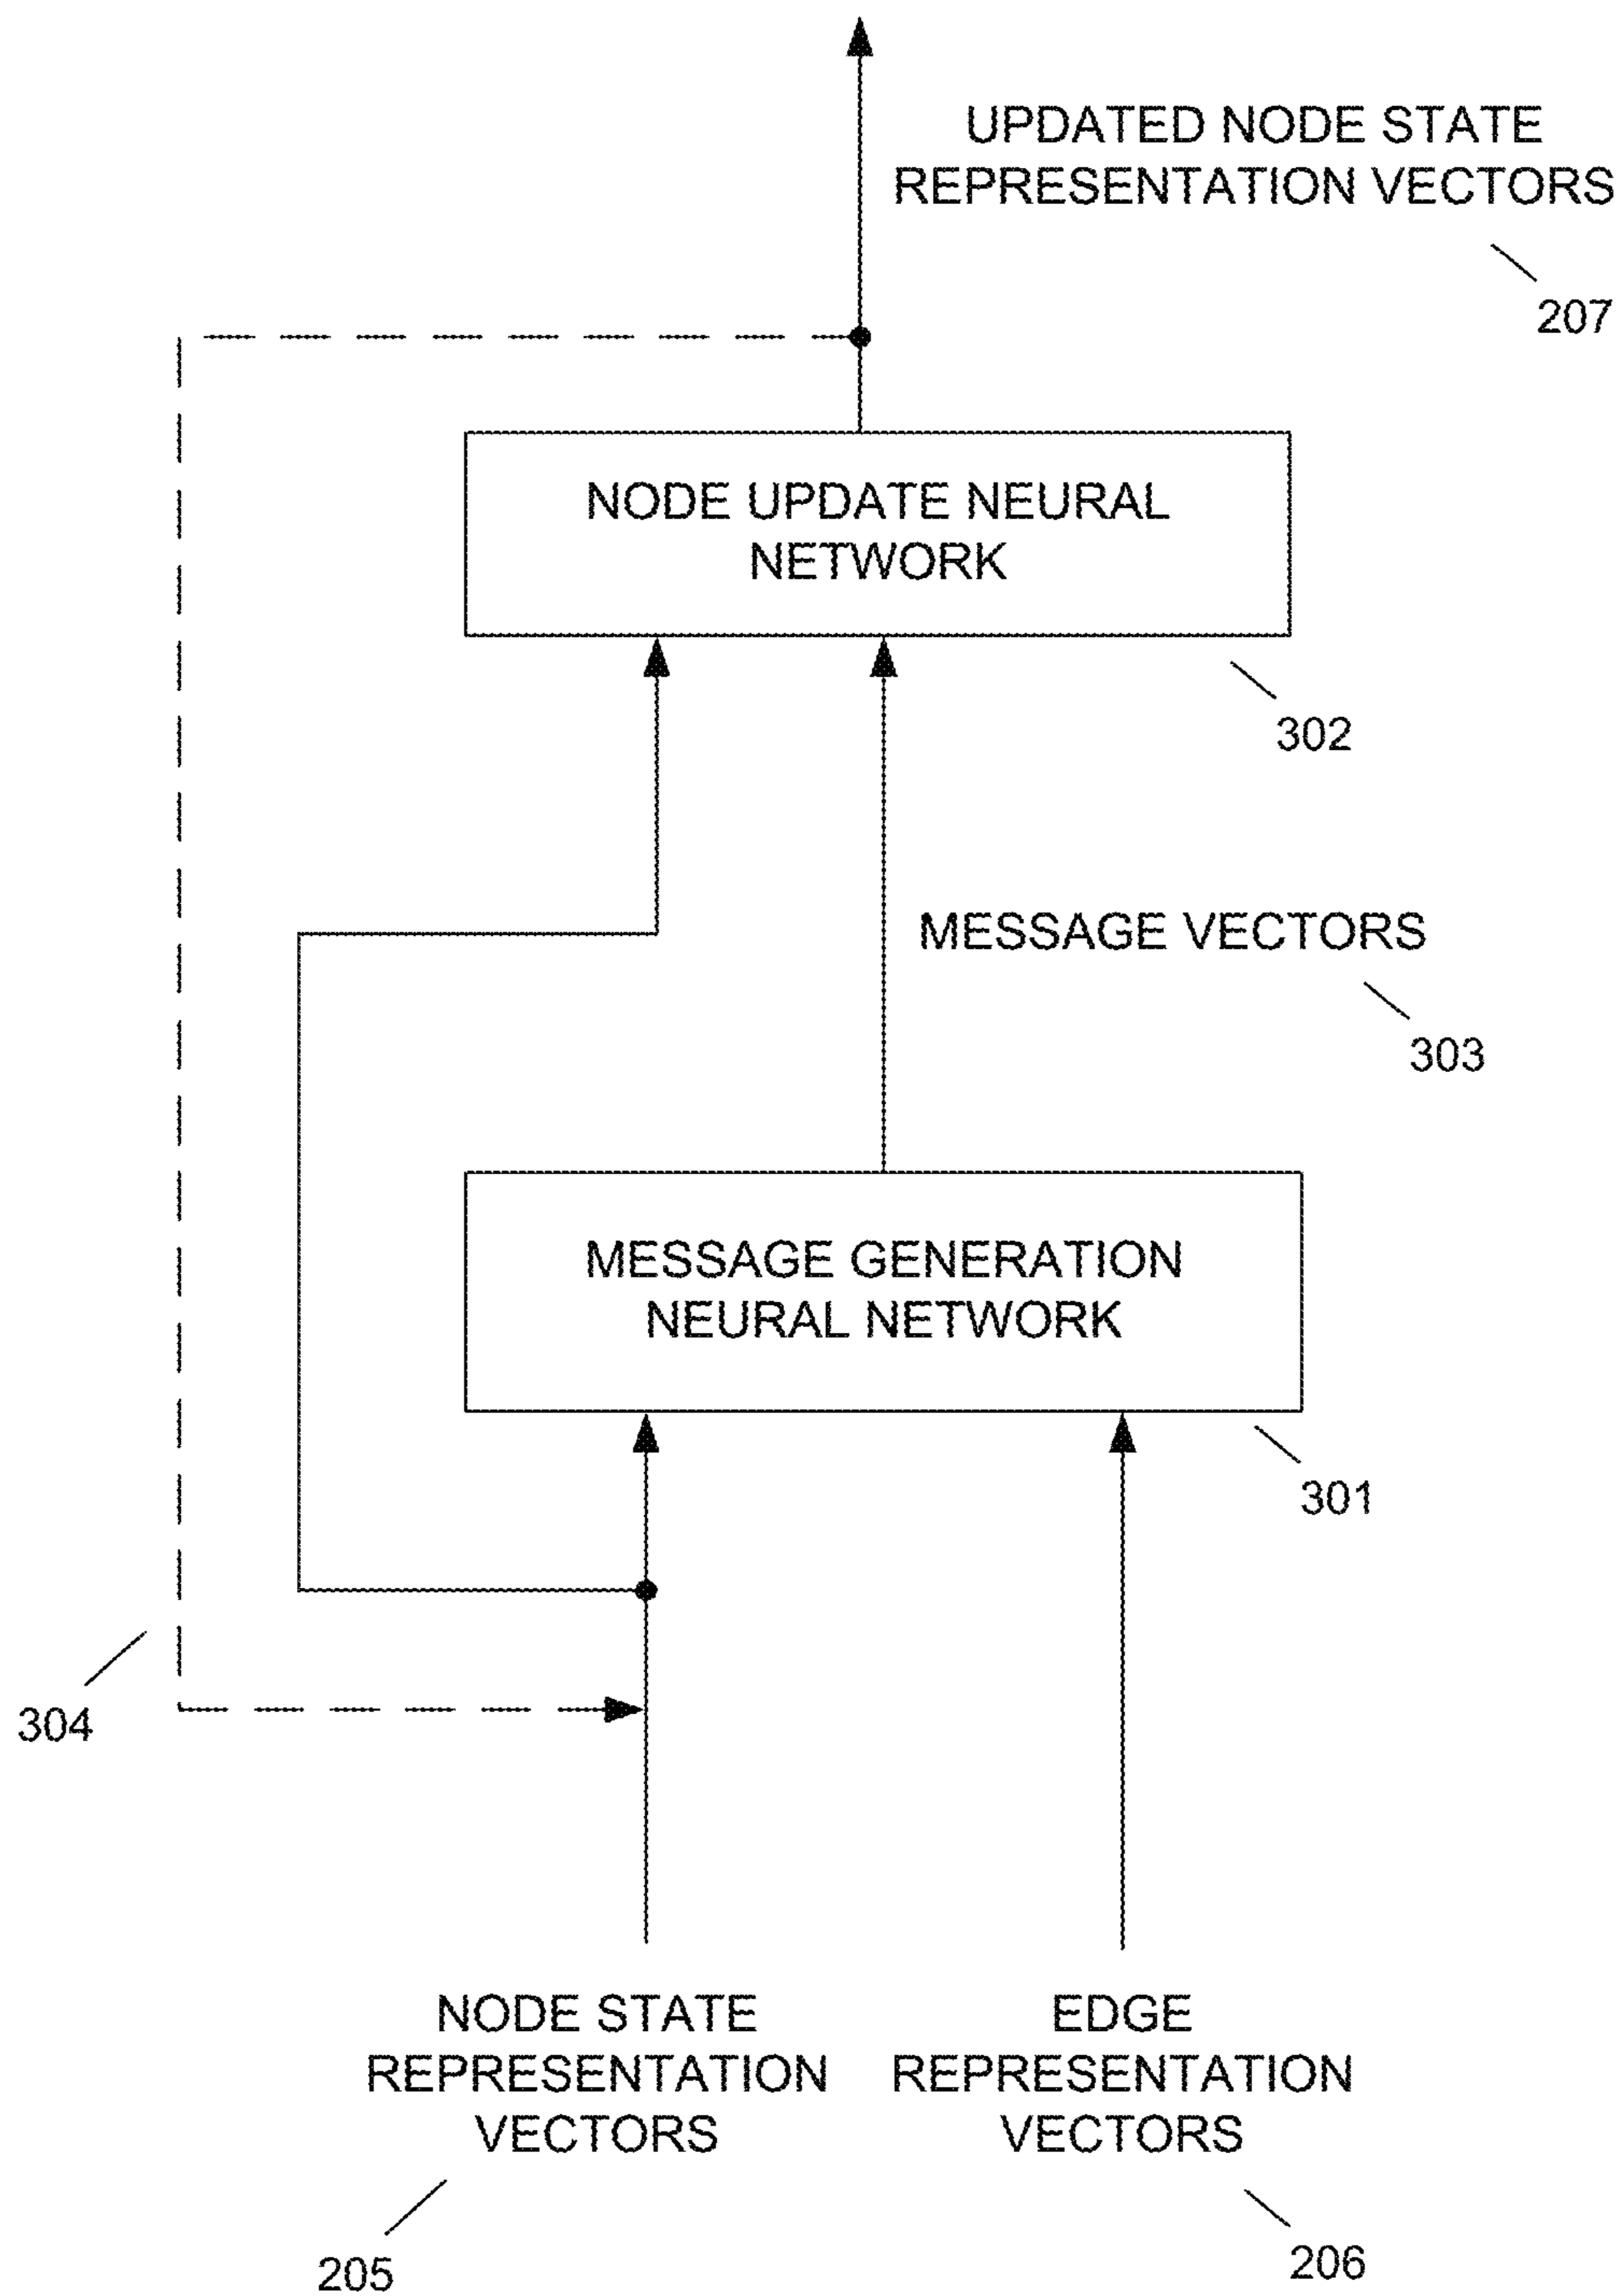 UPDATED NODE STATE
REPRESENTATION VECTORS
207
NODE UPDATE NEURAL
NETWORK
302
MESSAGE VECTORS
303
MESSAGE GENERATION
NEURAL NETWORK
301
304
NODE STATE
REPRESENTATION
VECTORS
205
EDGE
REPRESENTATION
VECTORS
206